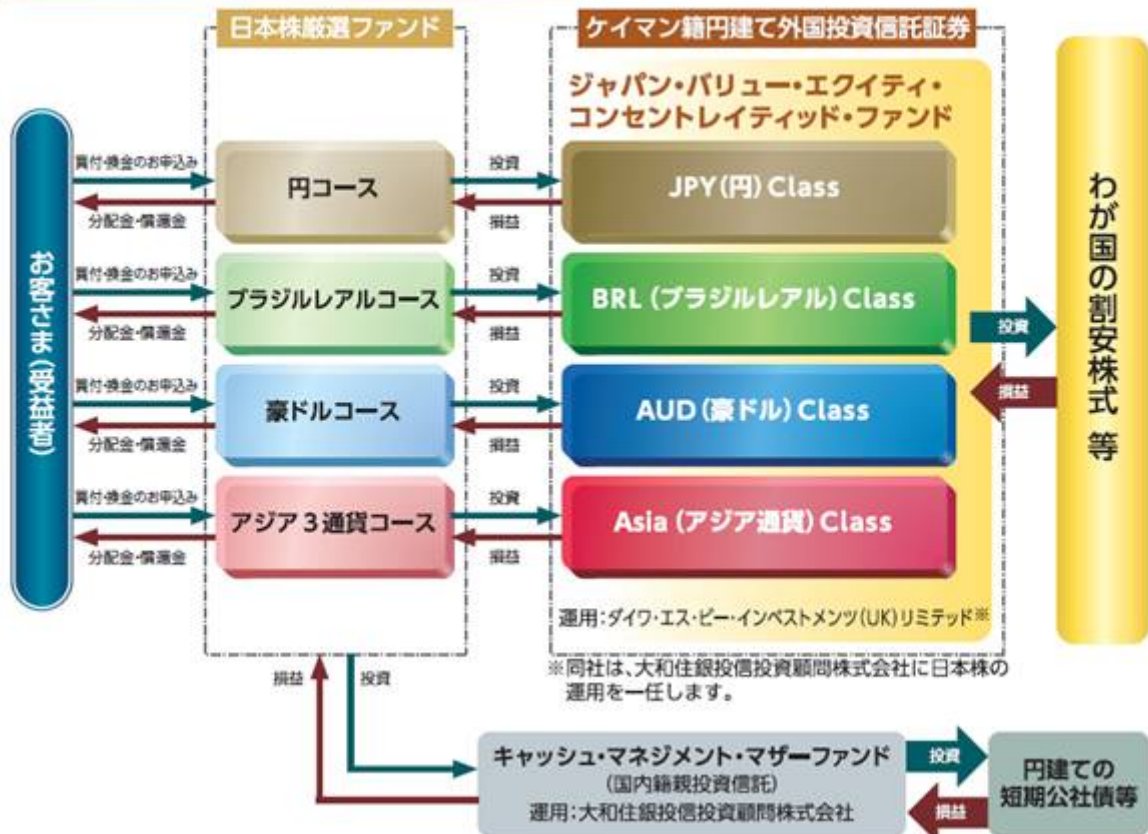 日本株厳選ファンド
ケイマン籍円建て外国投資信託証券
ジャパン・バリュー・エクイティ・
コンセントレイティッド・ファンド
お客さま(受益者)
買付・換金のお申込み
分配金・償還金
円コース
投資
損益
JPY(円)Class
買付・換金のお申込み
分配金・償還金
ブラジルレアルコース
投資
損益
BRL(ブラジルレアル)Class
買付・換金のお申込み
分配金・償還金
豪ドルコース
投資
損益
AUD(豪ドル)Class
買付・換金のお申込み
分配金・償還金
アジア3通貨コース
投資
損益
Asia(アジア通貨)Class
投資
損益
わが国の割安株式 等
運用:ダイワ・エス・ビー・インベストメンツ(UK)リミテッド※
※同社は、大和住銀投信投資顧問株式会社に日本株の
運用を一任します。
損益
投資
キャッシュ・マネジメント・マザーファンド
(国内籍親投資信託)
運用:大和住銀投信投資顧問株式会社
投資
損益
円建ての
短期公社債等